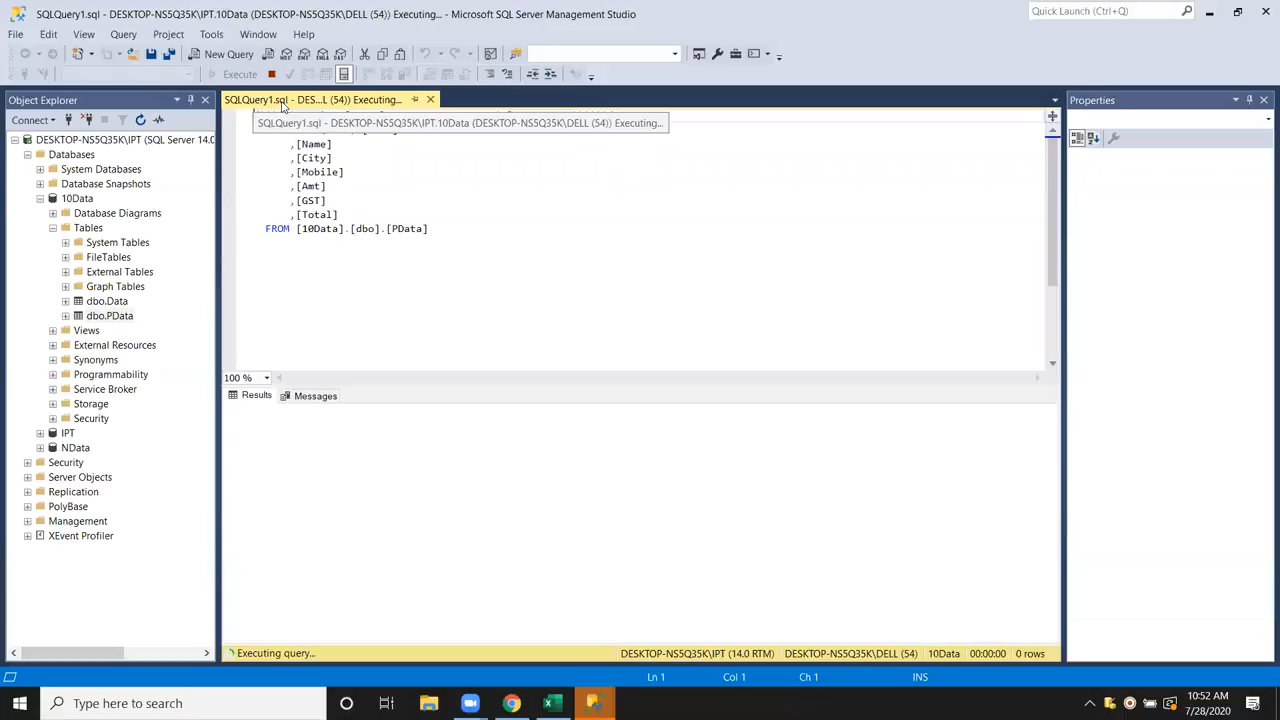 SQLQuery1.sql - DESKTOP-NS5Q35K\IPT.10Data (DESKTOP-NS5Q35K\DELL (54)) Executing... - Microsoft SQL Server Management Studio
Quick Launch (Ctrl+Q)
File Edit View Query Project Tools Window Help
New Query
Execute
Object Explorer
SQLQuery1.sql - DES...L (54)) Executing...
Properties
Connect
SQLQuery1.sql - DESKTOP-NS5Q35K\IPT.10Data (DESKTOP-NS5Q35K\DELL (54)) Executing...
DESKTOP-NS5Q35K\IPT (SQL Server 14.0
Databases
System Databases
Database Snapshots
10Data
Database Diagrams
Tables
System Tables
FileTables
External Tables
Graph Tables
dbo.Data
dbo.PData
Views
External Resources
Synonyms
Programmability
Service Broker
Storage
Security
IPT
NData
Security
Server Objects
Replication
PolyBase
Management
XEvent Profiler
,[Name]
,[City]
,[Mobile]
,[Amt]
,[GST]
,[Total]
FROM [10Data].[dbo].[PData]
100 %
Results Messages
Executing query... DESKTOP-NS5Q35K\IPT (14.0 RTM) DESKTOP-NS5Q35K\DELL (54) 10Data 00:00:00 0 rows
Ln 1 Col 1 Ch 1 INS
Type here to search
10:52 AM
7/28/2020